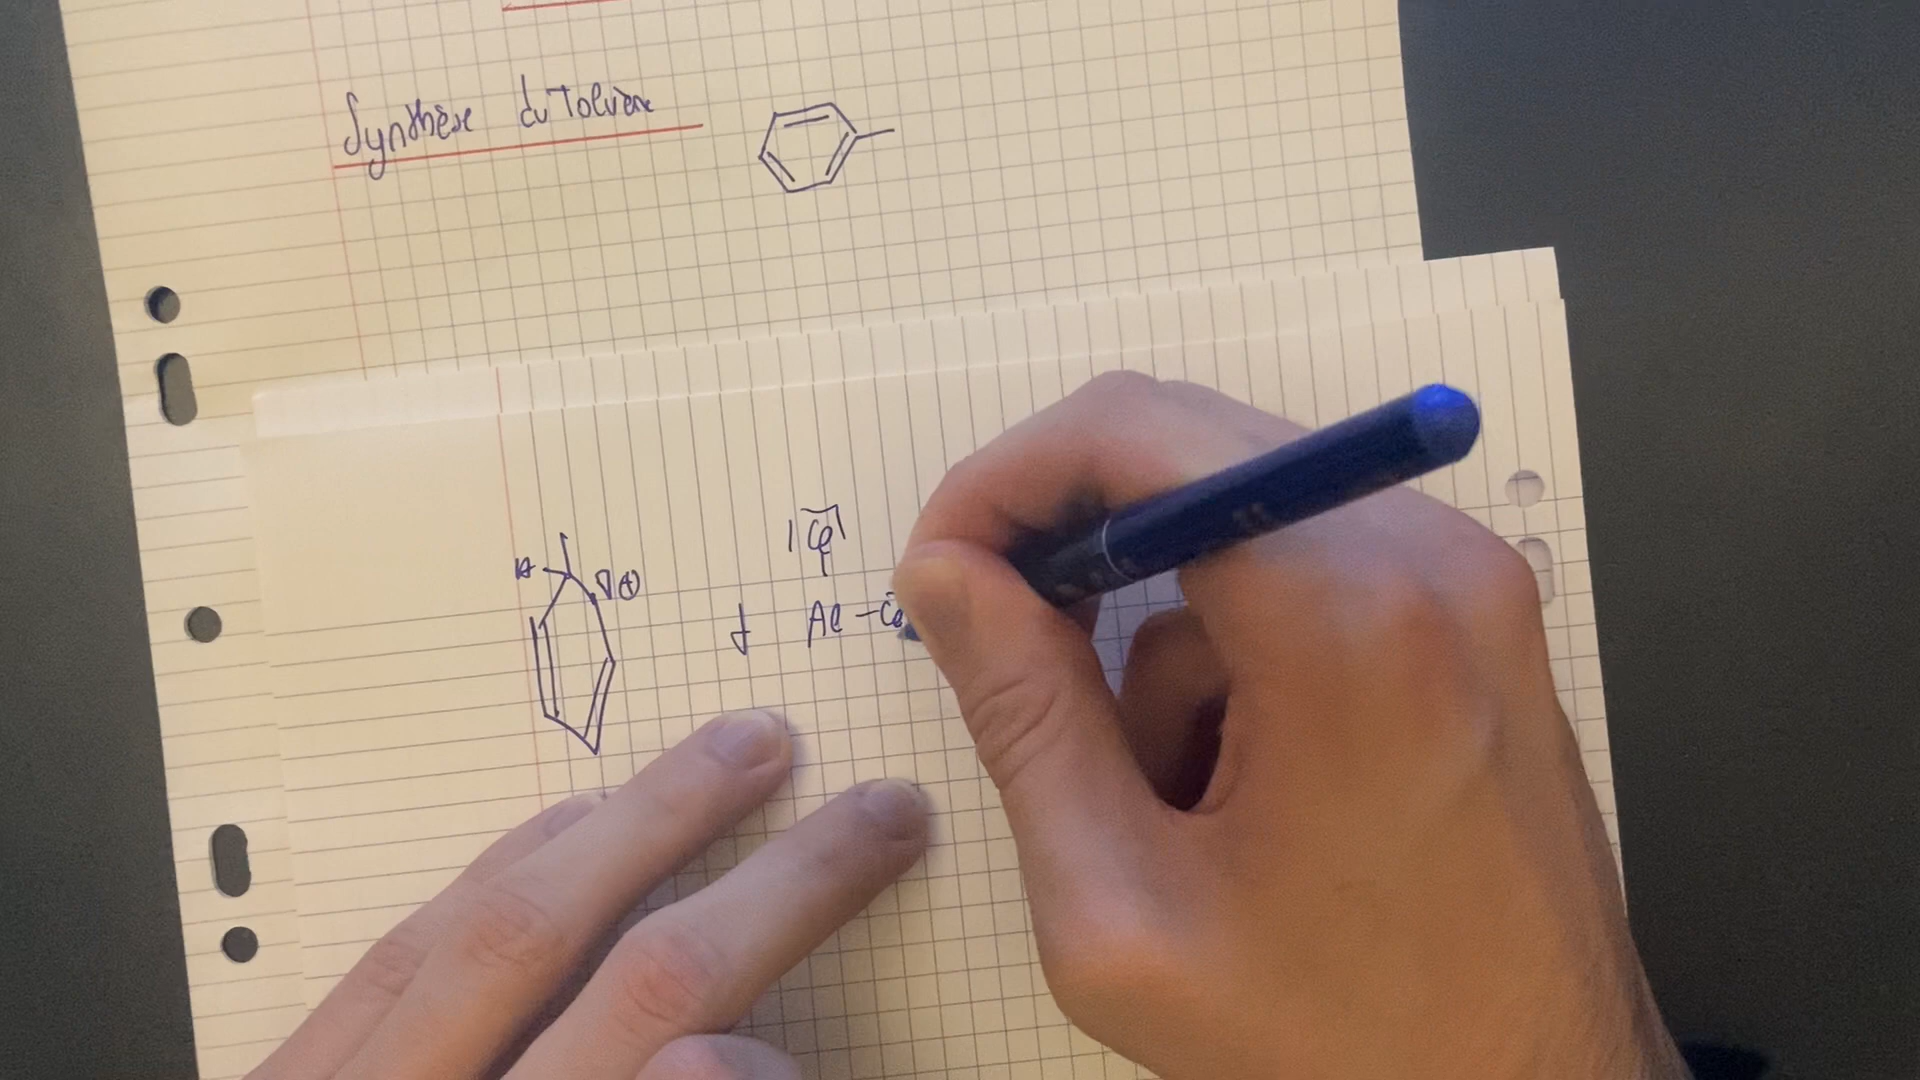 Synthèse du Toluène
H ⊕
Cl
+ Al – Cl